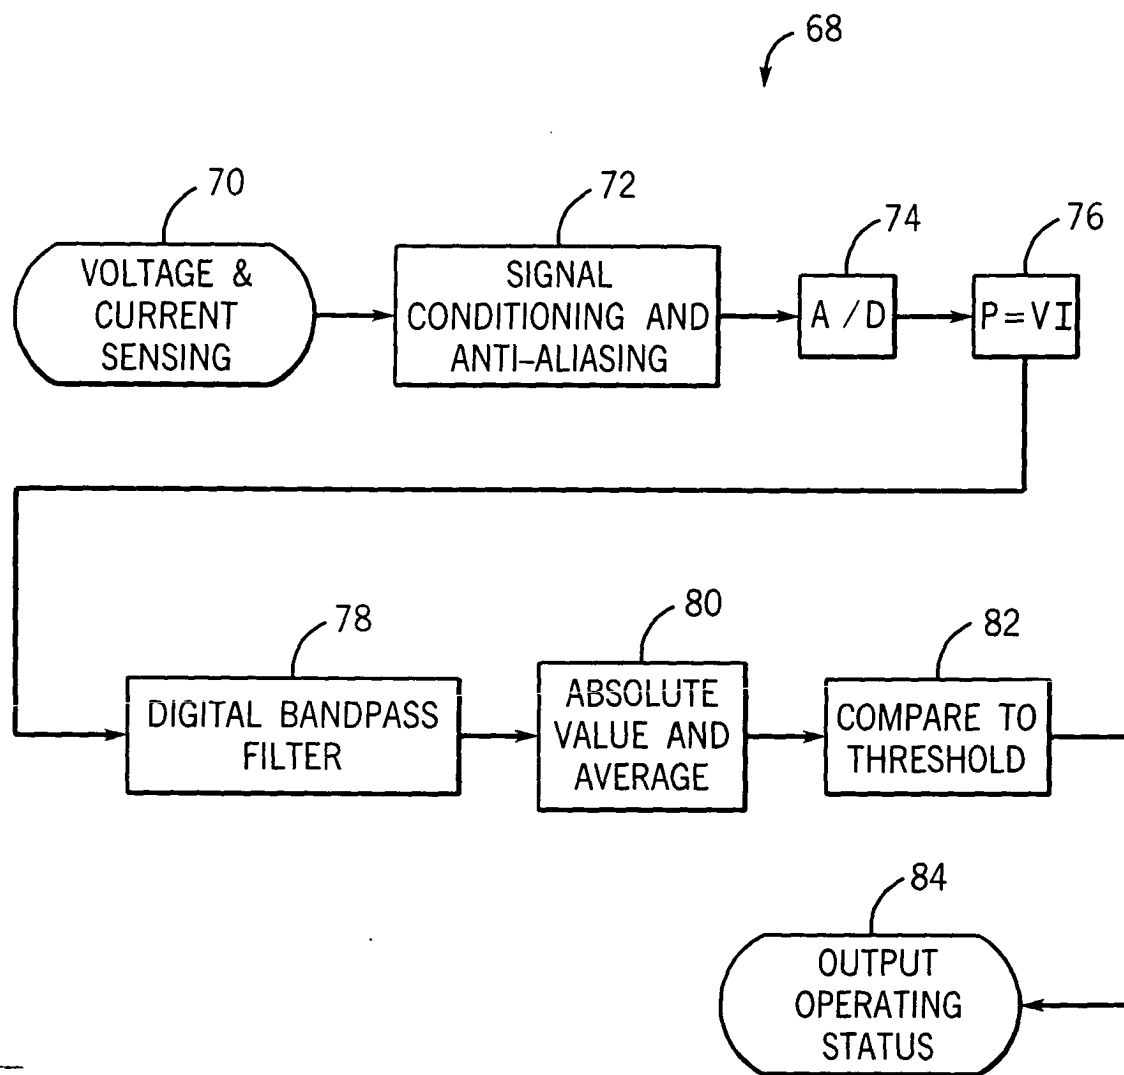 68
70
72
74
76
VOLTAGE &
CURRENT
SENSING
SIGNAL
CONDITIONING AND
ANTI-ALIASING
A/D
P=VI
78
80
82
DIGITAL BANDPASS
FILTER
ABSOLUTE
VALUE AND
AVERAGE
COMPARE TO
THRESHOLD
84
OUTPUT
OPERATING
STATUS